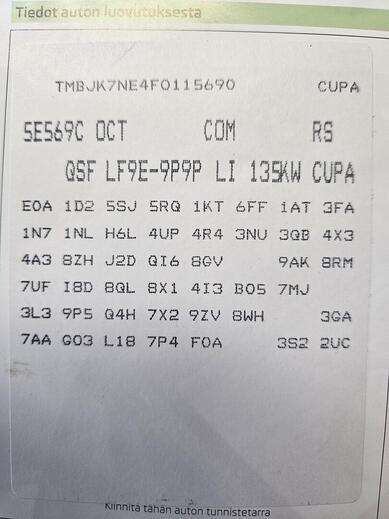 Tiedot auton luovutuksesta
TMBJK7NE4F0115690 CUPA
5E569C OCT COM RS
QSF LF9E-9P9P LI 135KW CUPA
E0A 1D2 5SJ 5RQ 1KT 6FF 1AT 3FA
1N7 1NL H6L 4UP 4R4 3NU 3QB 4X3
4A3 8ZH J2D QI6 8GV 9AK 8RM
7UF I8D 8QL 8X1 4I3 B05 7MJ
3L3 9P5 Q4H 7X2 9ZV 8WH 3GA
7AA G03 L18 7P4 F0A 3S2 2UC
Kiinnitä tähän auton tunnistetarra